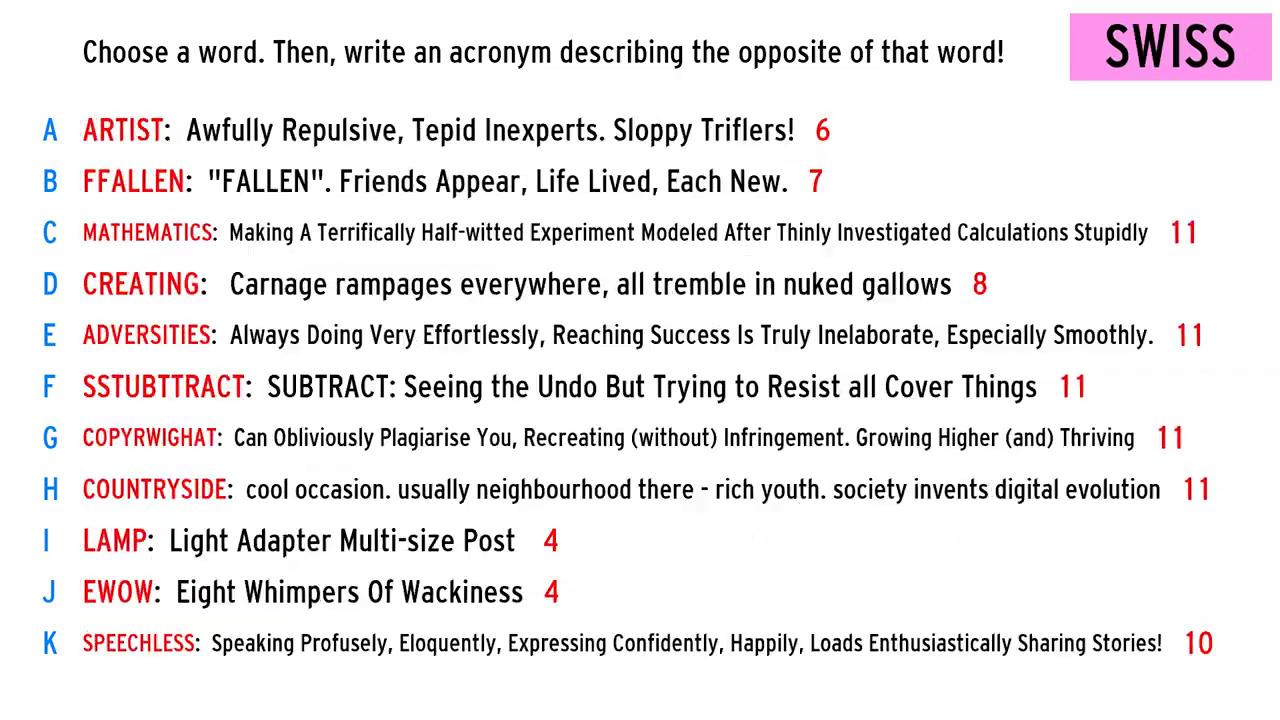 Choose a word. Then, write an acronym describing the opposite of that word!
SWISS
A ARTIST: Awfully Repulsive, Tepid Inexperts. Sloppy Triflers! 6
B FFALLEN: "FALLEN". Friends Appear, Life Lived, Each New. 7
C MATHEMATICS: Making A Terrifically Half-witted Experiment Modeled After Thinly Investigated Calculations Stupidly 11
D CREATING: Carnage rampages everywhere, all tremble in nuked gallows 8
E ADVERSITIES: Always Doing Very Effortlessly, Reaching Success Is Truly Inelaborate, Especially Smoothly. 11
F SSTUBTTRACT: SUBTRACT: Seeing the Undo But Trying to Resist all Cover Things 11
G COPYRWIGHAT: Can Obliviously Plagiarise You, Recreating (without) Infringement. Growing Higher (and) Thriving 11
H COUNTRYSIDE: cool occasion. usually neighbourhood there - rich youth. society invents digital evolution 11
I LAMP: Light Adapter Multi-size Post 4
J EWOW: Eight Whimpers Of Wackiness 4
K SPEECHLESS: Speaking Profusely, Eloquently, Expressing Confidently, Happily, Loads Enthusiastically Sharing Stories! 10